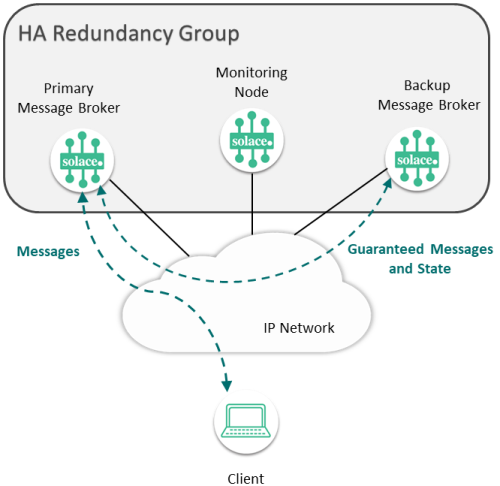 HA Redundancy Group
Primary
Message Broker
Monitoring
Node
Backup
Message Broker
solace.
solace.
solace.
Messages
Guaranteed Messages
and State
IP Network
Client